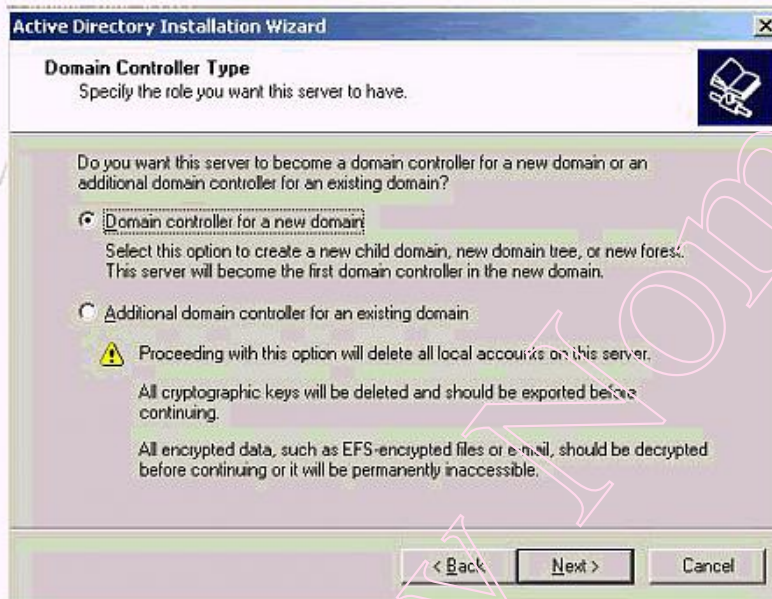 Active Directory Installation Wizard
Domain Controller Type
Specify the role you want this server to have.
Do you want this server to become a domain controller for a new domain or an
additional domain controller for an existing domain?
Domain controller for a new domain
Select this option to create a new child domain, new domain tree, or new forest.
This server will become the first domain controller in the new domain.
Additional domain controller for an existing domain
Proceeding with this option will delete all local accounts on this server.
All cryptographic keys will be deleted and should be exported before
continuing.
All encrypted data, such as EFS-encrypted files or e-mail, should be decrypted
before continuing or it will be permanently inaccessible.
< Back
Next >
Cancel